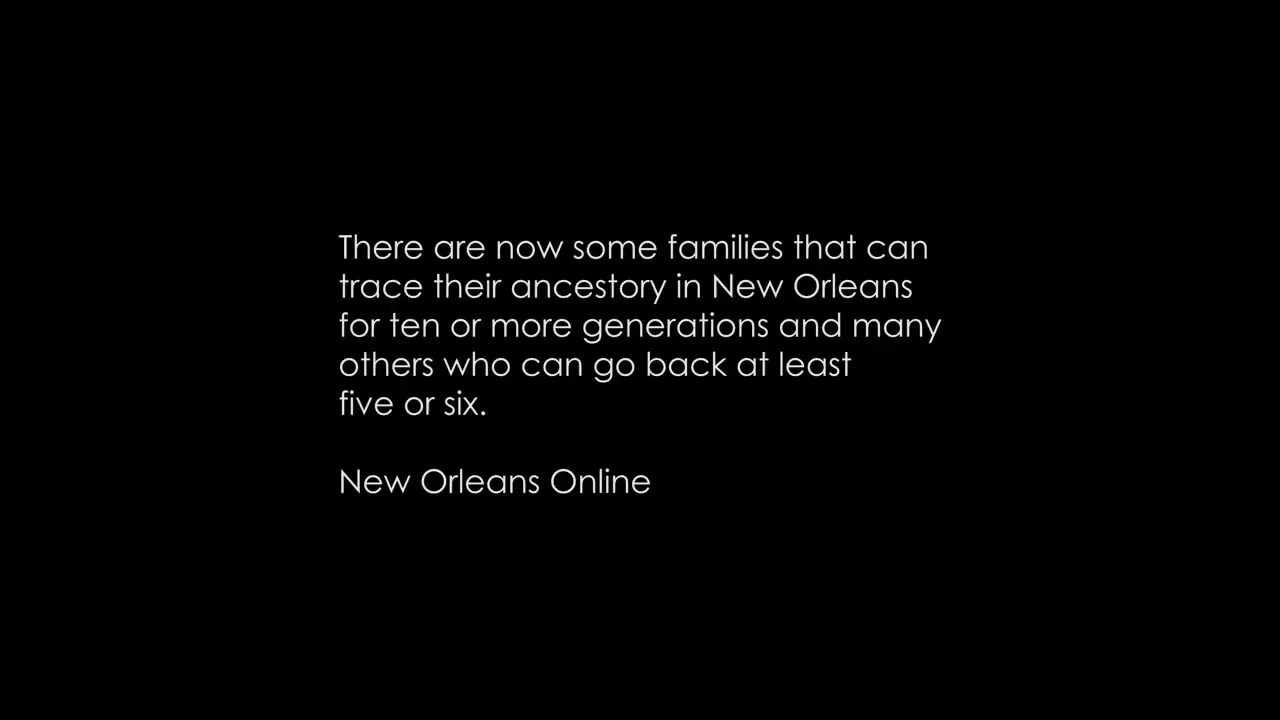 There are now some families that can
trace their ancestory in New Orleans
for ten or more generations and many
others who can go back at least
five or six.
New Orleans Online